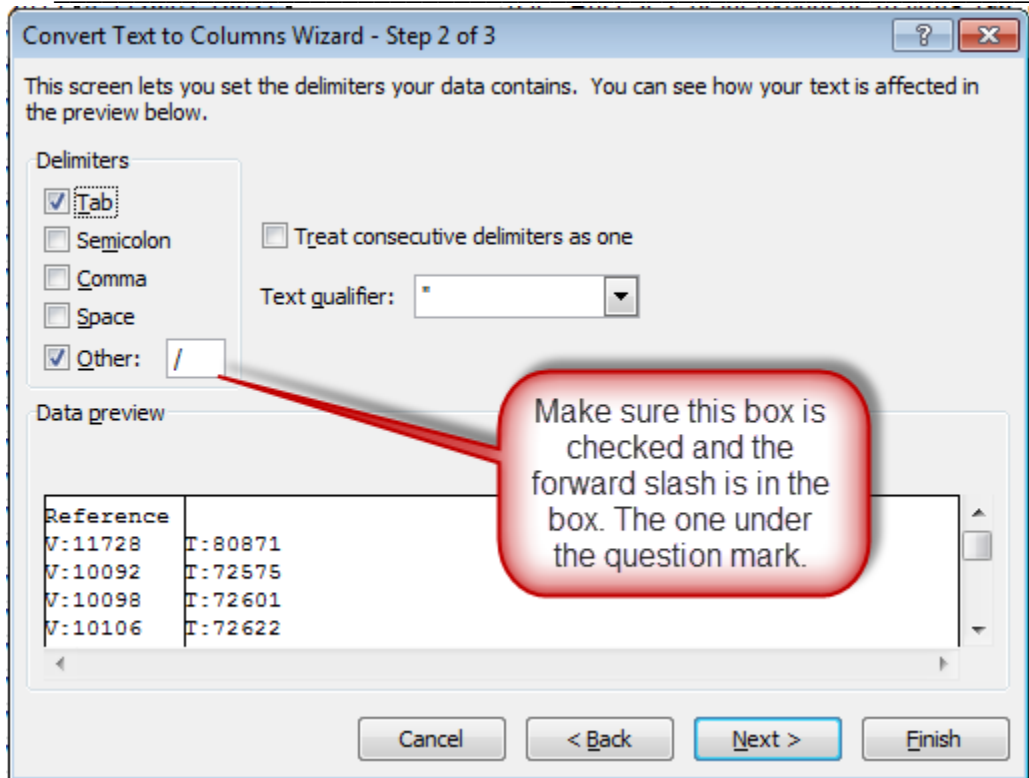 Convert Text to Columns Wizard - Step 2 of 3
This screen lets you set the delimiters your data contains.  You can see how your text is affected in
the preview below.
Delimiters
Tab
Semicolon
Comma
Space
Other: /
Treat consecutive delimiters as one
Text qualifier: "
Make sure this box is
checked and the
forward slash is in the
box. The one under
the question mark.
Data preview
Reference
V:11728 T:80871
V:10092 T:72575
V:10098 T:72601
V:10106 T:72622
Cancel < Back Next > Finish